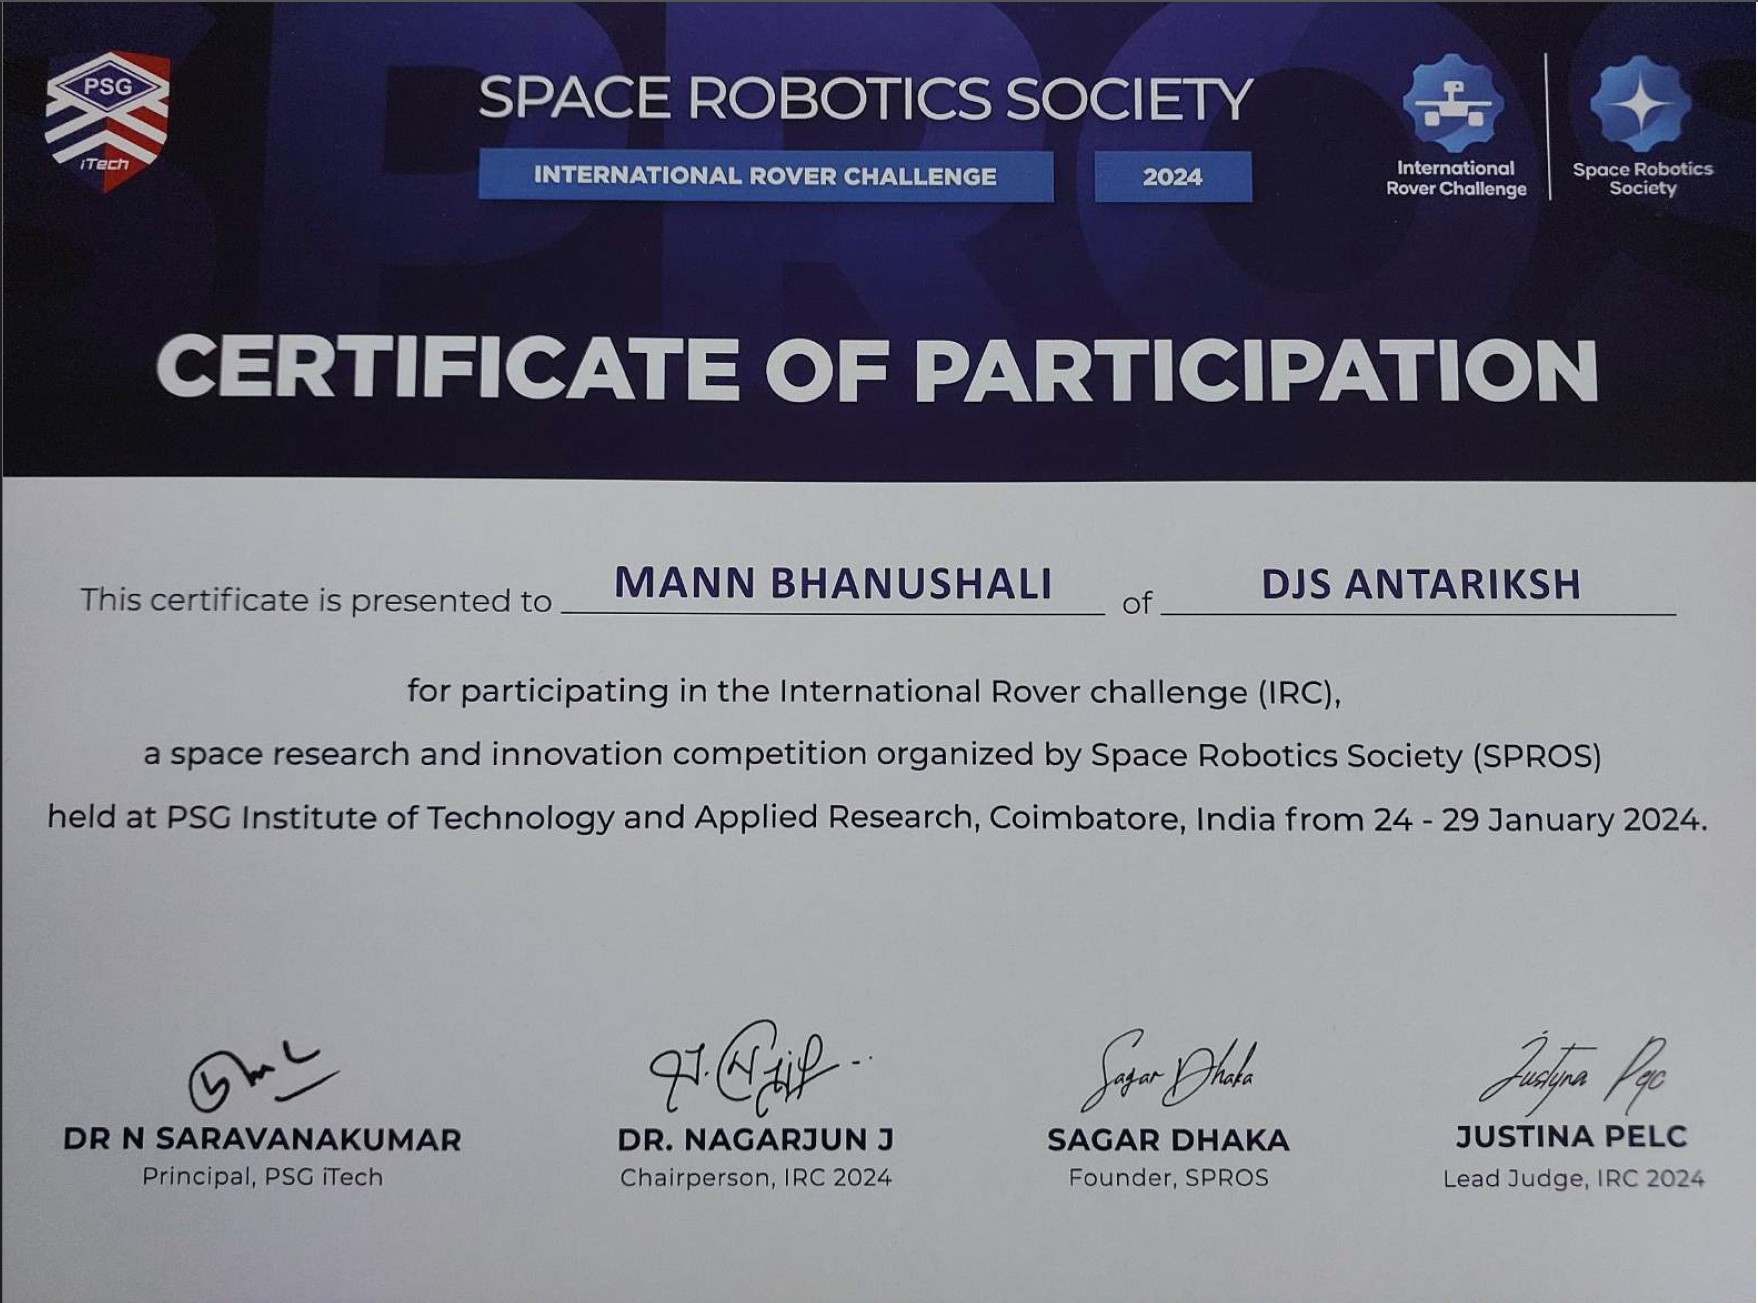 PSG
iTech
SPACE ROBOTICS SOCIETY
INTERNATIONAL ROVER CHALLENGE 2024
International
Rover Challenge
Space Robotics
Society
CERTIFICATE OF PARTICIPATION
This certificate is presented to MANN BHANUSHALI of DJS ANTARIKSH
for participating in the International Rover challenge (IRC),
a space research and innovation competition organized by Space Robotics Society (SPROS)
held at PSG Institute of Technology and Applied Research, Coimbatore, India from 24 - 29 January 2024.
Sagar Dhaka
Justyna Pelc
DR N SARAVANAKUMAR
Principal, PSG iTech
DR. NAGARJUN J
Chairperson, IRC 2024
SAGAR DHAKA
Founder, SPROS
JUSTINA PELC
Lead Judge, IRC 2024